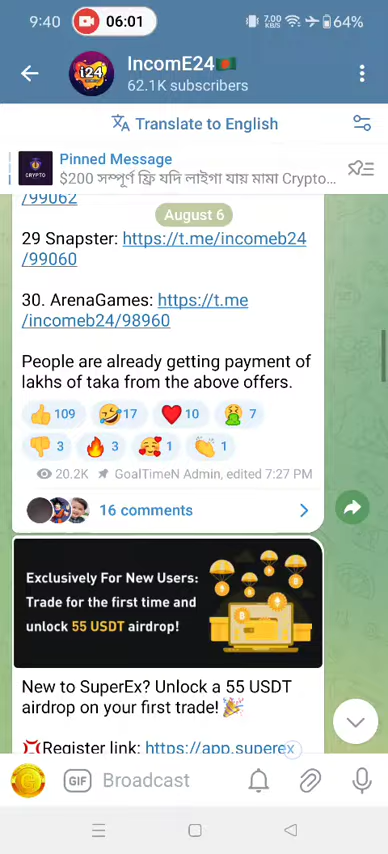 9:40
06:01
7.00
KB/S
64%
i24
IncomE24
62.1K subscribers
Translate to English
CRYPTO
Pinned Message
$200 সম্পূর্ণ ফ্রি যদি লাইগা যায় মামা Crypto...
/99062
August 6
29 Snapster: https://t.me/incomeb24
/99060
30. ArenaGames: https://t.me
/incomeb24/98960
People are already getting payment of
lakhs of taka from the above offers.
109
17
10
7
3
3
1
1
20.2K
GoalTimeN Admin, edited 7:27 PM
16 comments
Exclusively For New Users:
Trade for the first time and
unlock 55 USDT airdrop!
New to SuperEx? Unlock a 55 USDT
airdrop on your first trade!
Register link: https://app.superex
GIF
Broadcast